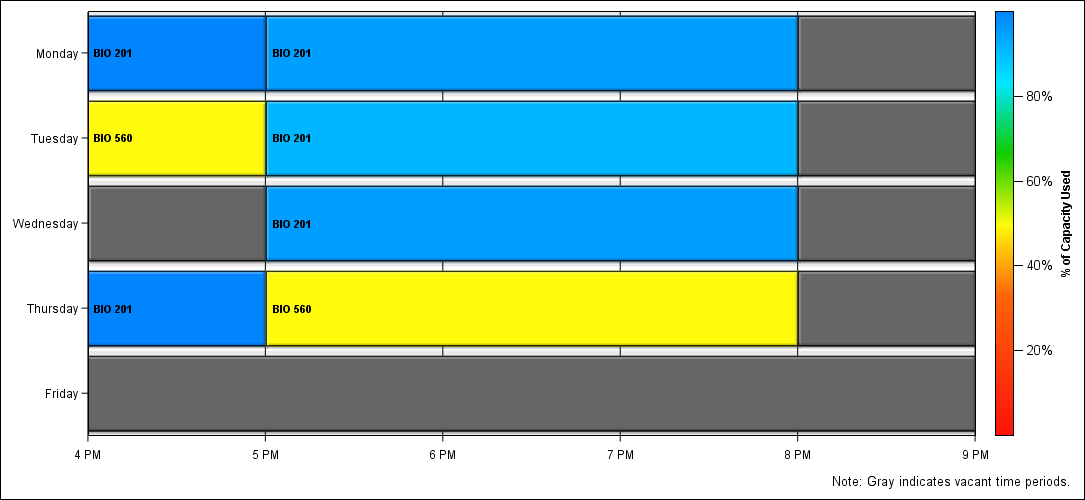 Monday
BIO 201
BIO 201
Tuesday
BIO 560
BIO 201
Wednesday
BIO 201
Thursday
BIO 201
BIO 560
Friday
4 PM
5 PM
6 PM
7 PM
8 PM
9 PM
80%
60%
40%
20%
% of Capacity Used
Note: Gray indicates vacant time periods.